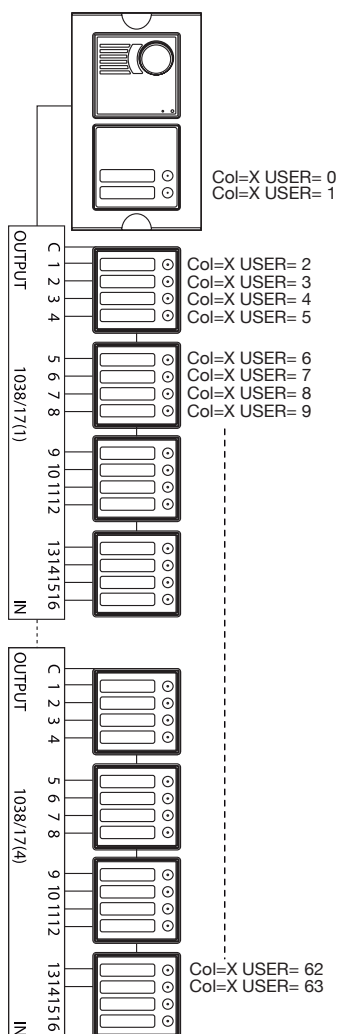 Col=X USER= 0
Col=X USER= 1
OUTPUT
1038/17(1)
IN
C
1
2
3
4
5
6
7
8
9
10
11
12
13
14
15
16
Col=X USER= 2
Col=X USER= 3
Col=X USER= 4
Col=X USER= 5
Col=X USER= 6
Col=X USER= 7
Col=X USER= 8
Col=X USER= 9
OUTPUT
1038/17(4)
IN
C
1
2
3
4
5
6
7
8
9
10
11
12
13
14
15
16
Col=X USER= 62
Col=X USER= 63